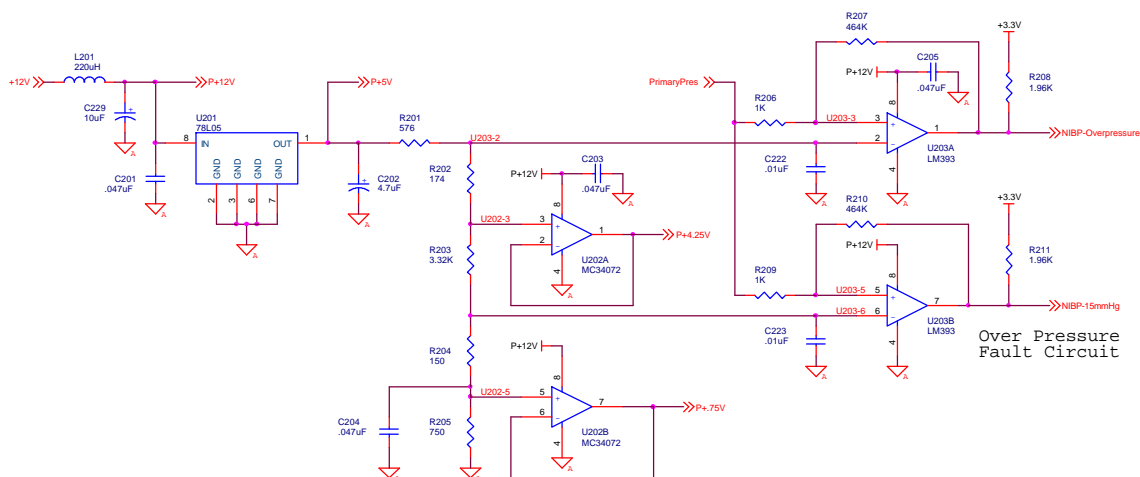 R207
464K
+3.3V
L201
220uH
+12V
P+12V
P+5V
PrimaryPres
P+12V
C205
.047uF
R208
1.96K
C229
10uF
U201
78L05
8
IN
OUT
1
GND
GND
GND
GND
2
3
6
7
A
A
C201
.047uF
A
A
R201
576
U203-2
C202
4.7uF
A
R202
174
P+12V
C203
.047uF
A
R206
1K
U203-3
3
2
8
1
4
U203A
LM393
A
A
NIBP-Overpressure
C222
.01uF
A
R210
464K
+3.3V
U202-3
3
2
8
1
4
U202A
MC34072
A
P+4.25V
R203
3.32K
P+12V
R211
1.96K
R209
1K
U203-5
U203-6
5
6
8
7
4
U203B
LM393
A
NIBP-15mmHg
C223
.01uF
A
Over Pressure
Fault Circuit
R204
150
P+12V
U202-5
5
6
8
7
4
U202B
MC34072
A
P+.75V
C204
.047uF
A
R205
750
A